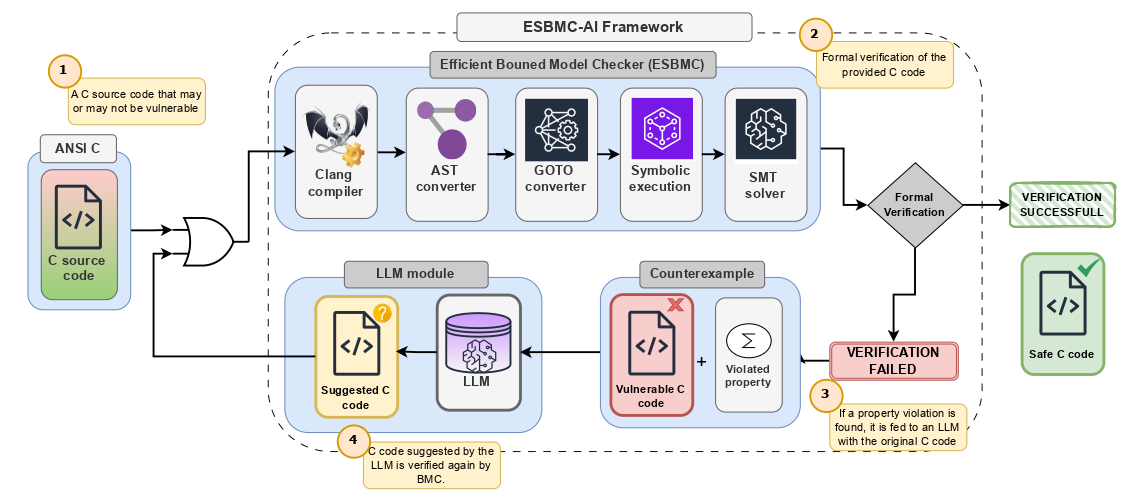 ESBMC-AI Framework
1
A C source code that may
or may not be vulnerable
2
Formal verification of the
provided C code
Efficient Bouned Model Checker (ESBMC)
ANSI C
</>
C source
code
Clang
compiler
AST
converter
GOTO
converter
Symbolic
execution
SMT
solver
Formal
Verification
VERIFICATION
SUCCESSFULL
</>
Safe C code
LLM module
?
</>
Suggested C
code
LLM
Counterexample
</>
Vulnerable C
code
+
Σ
Violated
property
VERIFICATION
FAILED
3
If a property violation is
found, it is fed to an LLM
with the original C code
4
C code suggested by the
LLM is verified again by
BMC.